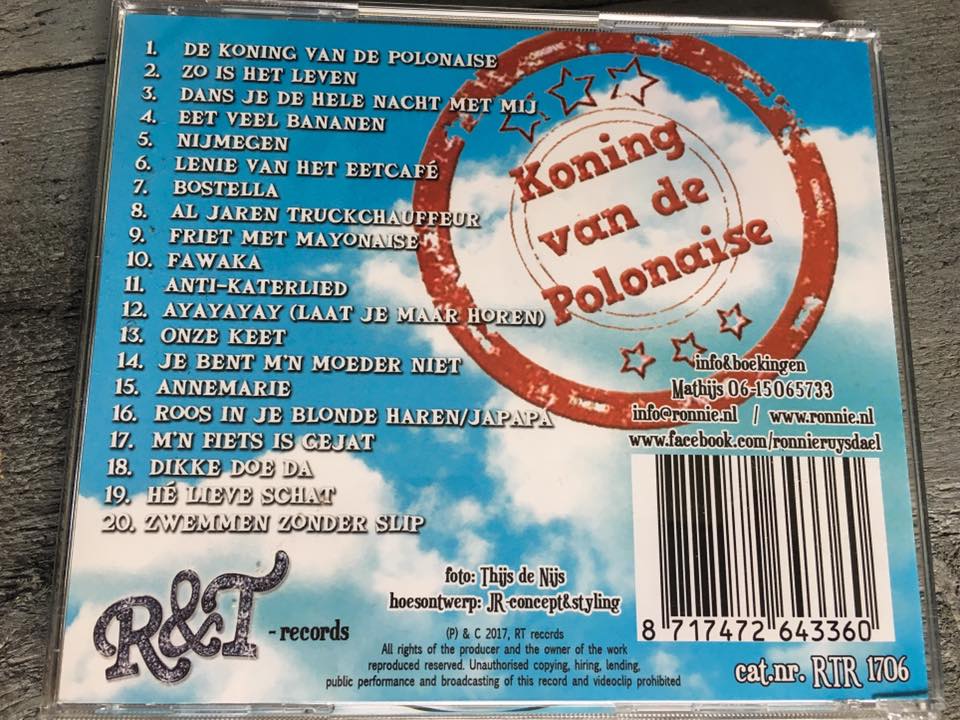 1. DE KONING VAN DE POLONAISE
2. ZO IS HET LEVEN
3. DANS JE DE HELE NACHT MET MIJ
4. EET VEEL BANANEN
5. NIJMEGEN
6. LENIE VAN HET EETCAFÉ
7. BOSTELLA
8. AL JAREN TRUCKCHAUFFEUR
9. FRIET MET MAYONAISE
10. FAWAKA
11. ANTI-KATERLIED
12. AYAYAYAY (LAAT JE MAAR HOREN)
13. ONZE KEET
14. JE BENT M'N MOEDER NIET
15. ANNEMARIE
16. ROOS IN JE BLONDE HAREN/JAPAPA
17. M'N FIETS IS GEJAT
18. DIKKE DOE DA
19. HÉ LIEVE SCHAT
20. ZWEMMEN ZONDER SLIP
Koning
van de
Polonaise
info&boekingen
Mathijs 06-15065733
info@ronnie.nl / www.ronnie.nl
www.facebook.com/ronnieruysdael
R&T - records
foto: Thijs de Nijs
hoesontwerp: JR-concept&styling
(P) & C 2017, RT records
All rights of the producer and the owner of the work
reproduced reserved. Unauthorised copying, hiring, lending,
public performance and broadcasting of this record and videoclip prohibited
8 717472 643360
cat.nr. RTR 1706